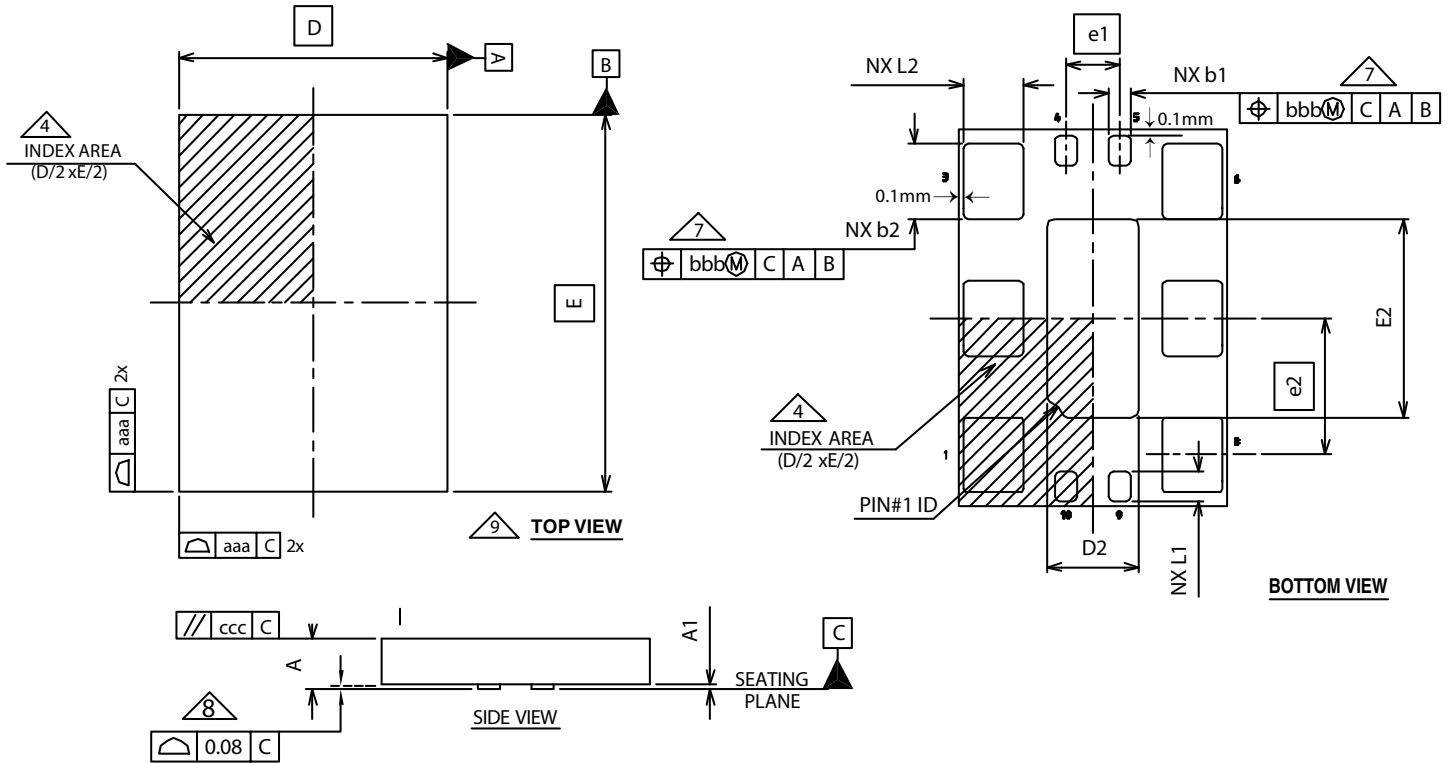 D
A
B
4
INDEX AREA
(D/2 xE/2)
E
aaa C 2x
aaa C 2x
9 TOP VIEW
e1
NX L2
NX b1
7
bbb M C A B
0.1mm
4
5
3
6
0.1mm
NX b2
7
bbb M C A B
E2
e2
4
INDEX AREA
(D/2 xE/2)
1
PIN#1 ID
10
9
D2
NX L1
BOTTOM VIEW
// ccc C
A
A1
C
SEATING
PLANE
8
0.08 C
SIDE VIEW